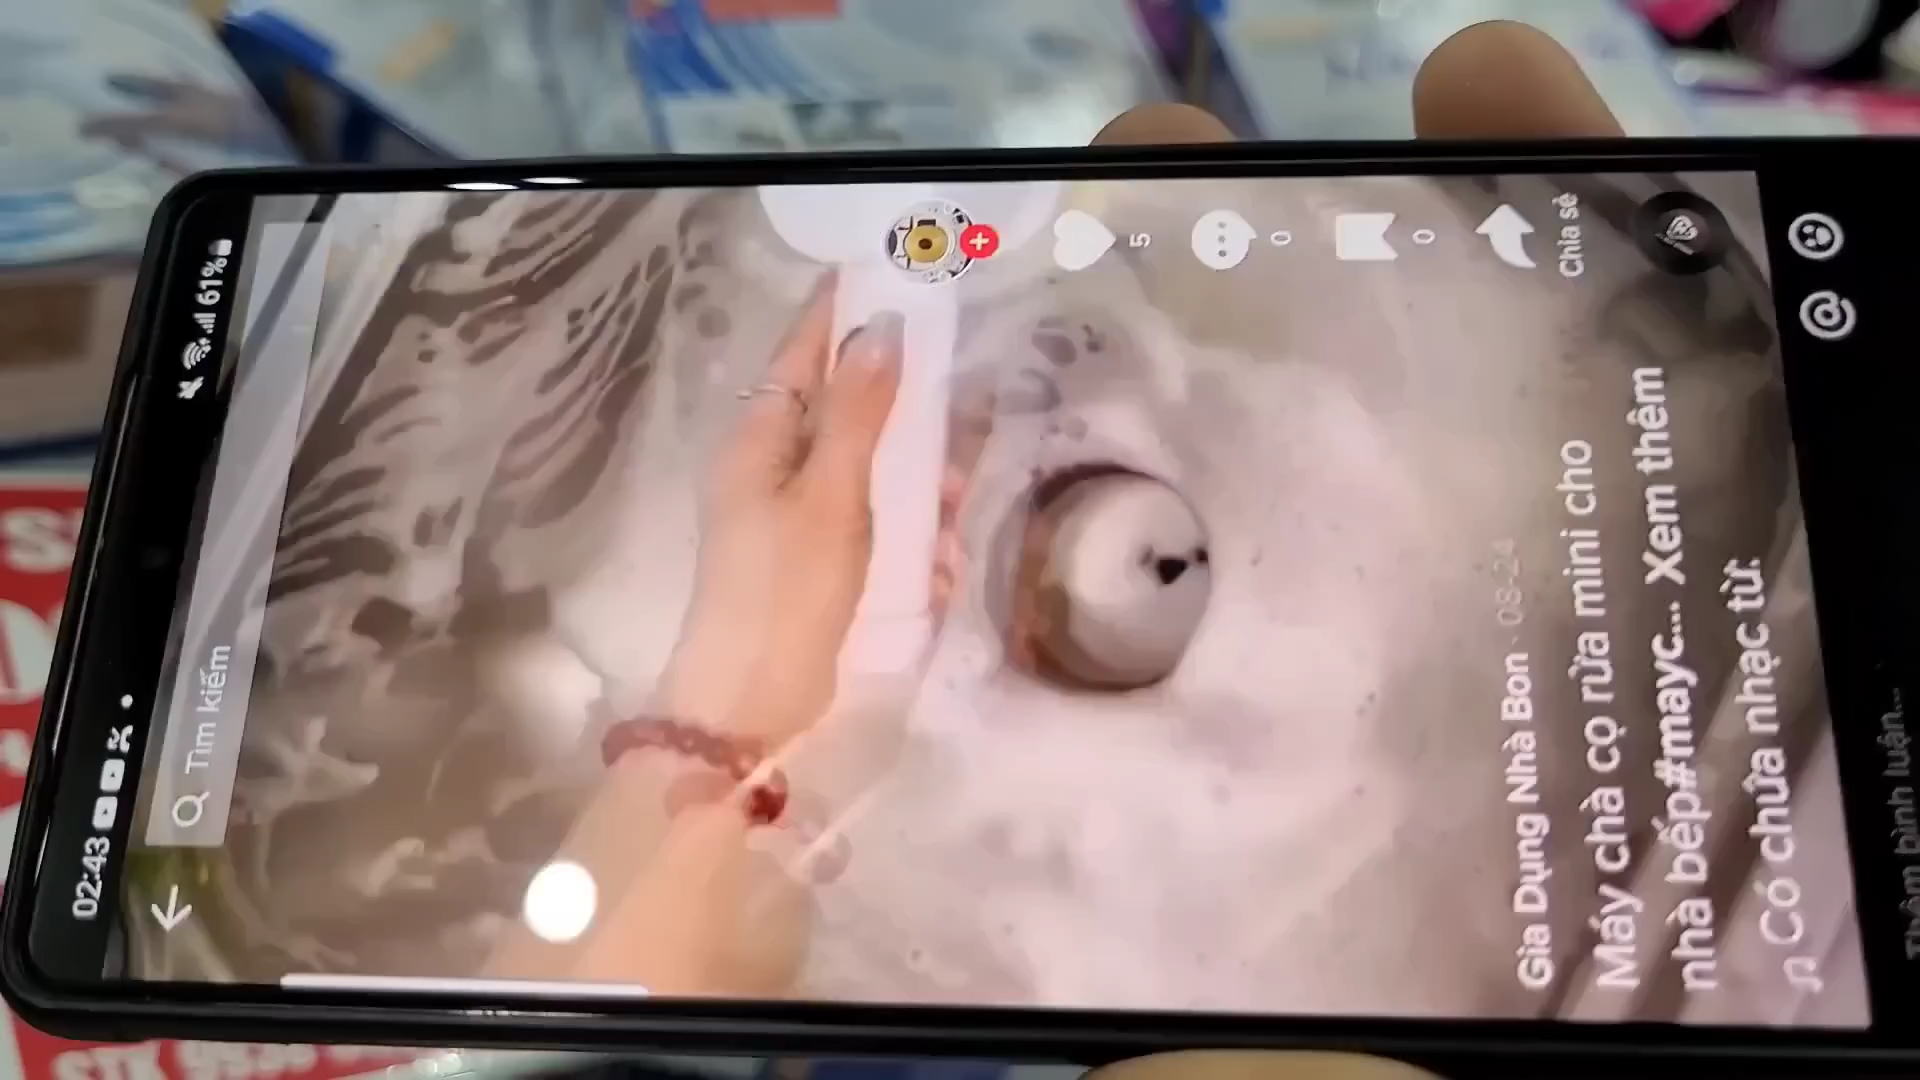 02:43
61%
Tìm kiếm
5
0
0
Chia sẻ
Gia Dụng Nhà Bon · 08-24
Máy chà cọ rửa mini cho
nhà bếp#mayc... Xem thêm
♫ Có chứa nhạc từ:
Thêm bình luận...
STK